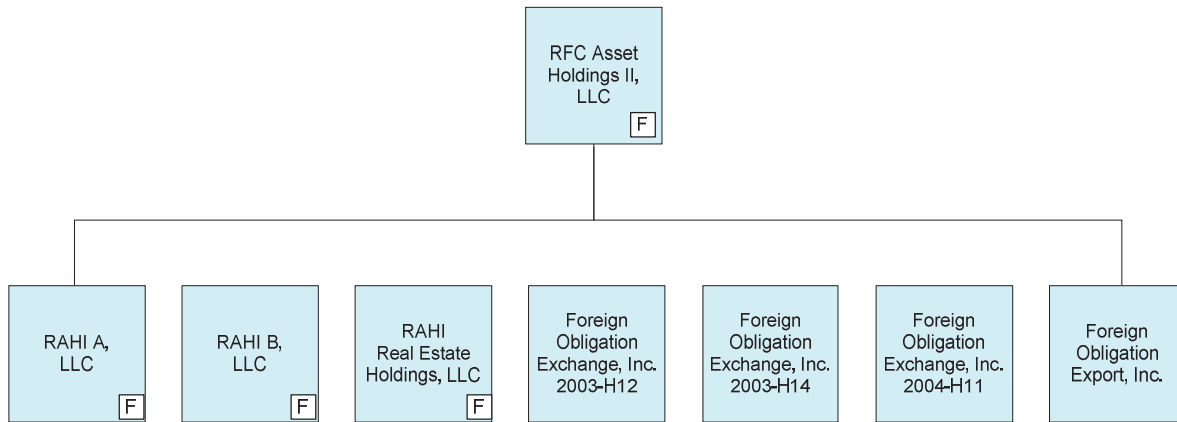 RFC Asset
Holdings II,
LLC
F
RAHI A,
LLC
F
RAHI B,
LLC
F
RAHI
Real Estate
Holdings, LLC
F
Foreign
Obligation
Exchange, Inc.
2003-H12
Foreign
Obligation
Exchange, Inc.
2003-H14
Foreign
Obligation
Exchange, Inc.
2004-H11
Foreign
Obligation
Export, Inc.